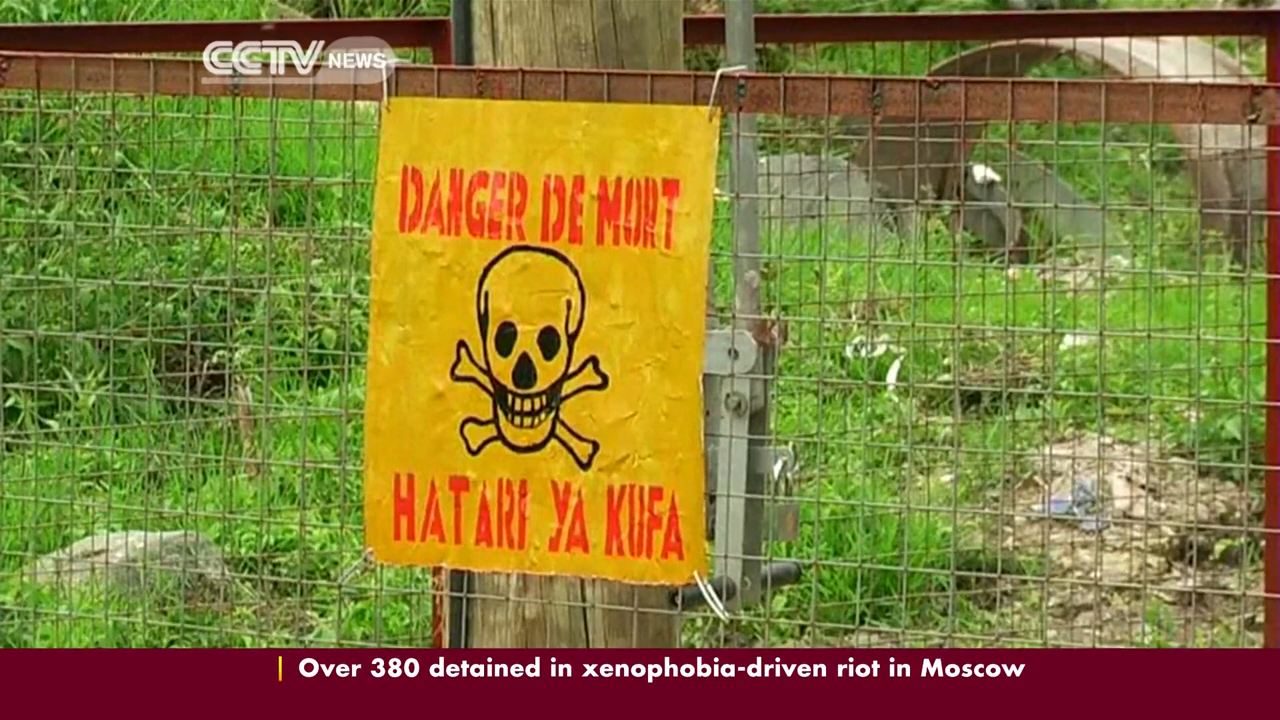 CCTV NEWS
DANGER DE MORT
HATARI YA KUFA
Over 380 detained in xenophobia-driven riot in Moscow